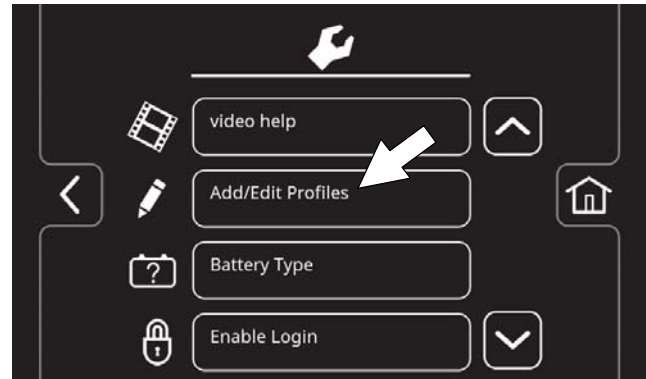 video help
Add/Edit Profiles
Battery Type
Enable Login